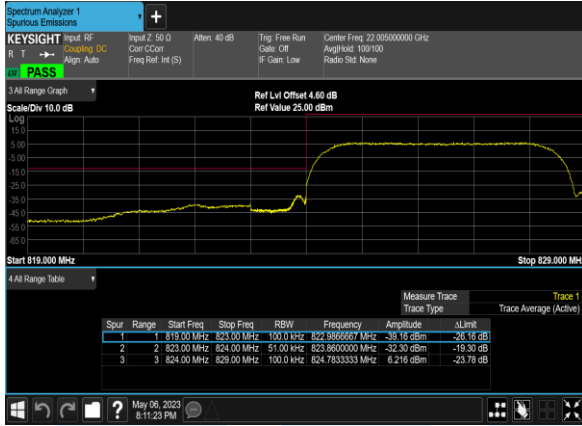 Spectrum Analyzer 1
Spurious Emissions
KEYSIGHT
R T
LXI
PASS
Input: RF
Coupling: DC
Align: Auto
Input Z: 50 Ω
Corr CCorr
Freq Ref: Int (S)
Atten: 40 dB
Trig: Free Run
Gate: Off
IF Gain: Low
Center Freq: 22.005000000 GHz
Avg|Hold: 100/100
Radio Std: None
3 All Range Graph
Scale/Div 10.0 dB
Ref Lvl Offset 4.60 dB
Ref Value 25.00 dBm
Log
15.0
5.00
-5.00
-15.0
-25.0
-35.0
-45.0
-55.0
-65.0
Start 819.000 MHz
Stop 829.000 MHz
4 All Range Table
Measure Trace Trace 1
Trace Type Trace Average (Active)
Spur Range Start Freq Stop Freq RBW Frequency Amplitude ΔLimit
1 1 819.00 MHz 823.00 MHz 100.0 kHz 822.9866667 MHz -39.16 dBm -26.16 dB
2 2 823.00 MHz 824.00 MHz 51.00 kHz 823.8600000 MHz -32.30 dBm -19.30 dB
3 3 824.00 MHz 829.00 MHz 100.0 kHz 824.7833333 MHz 6.216 dBm -23.78 dB
?
May 06, 2023
8:11:23 PM